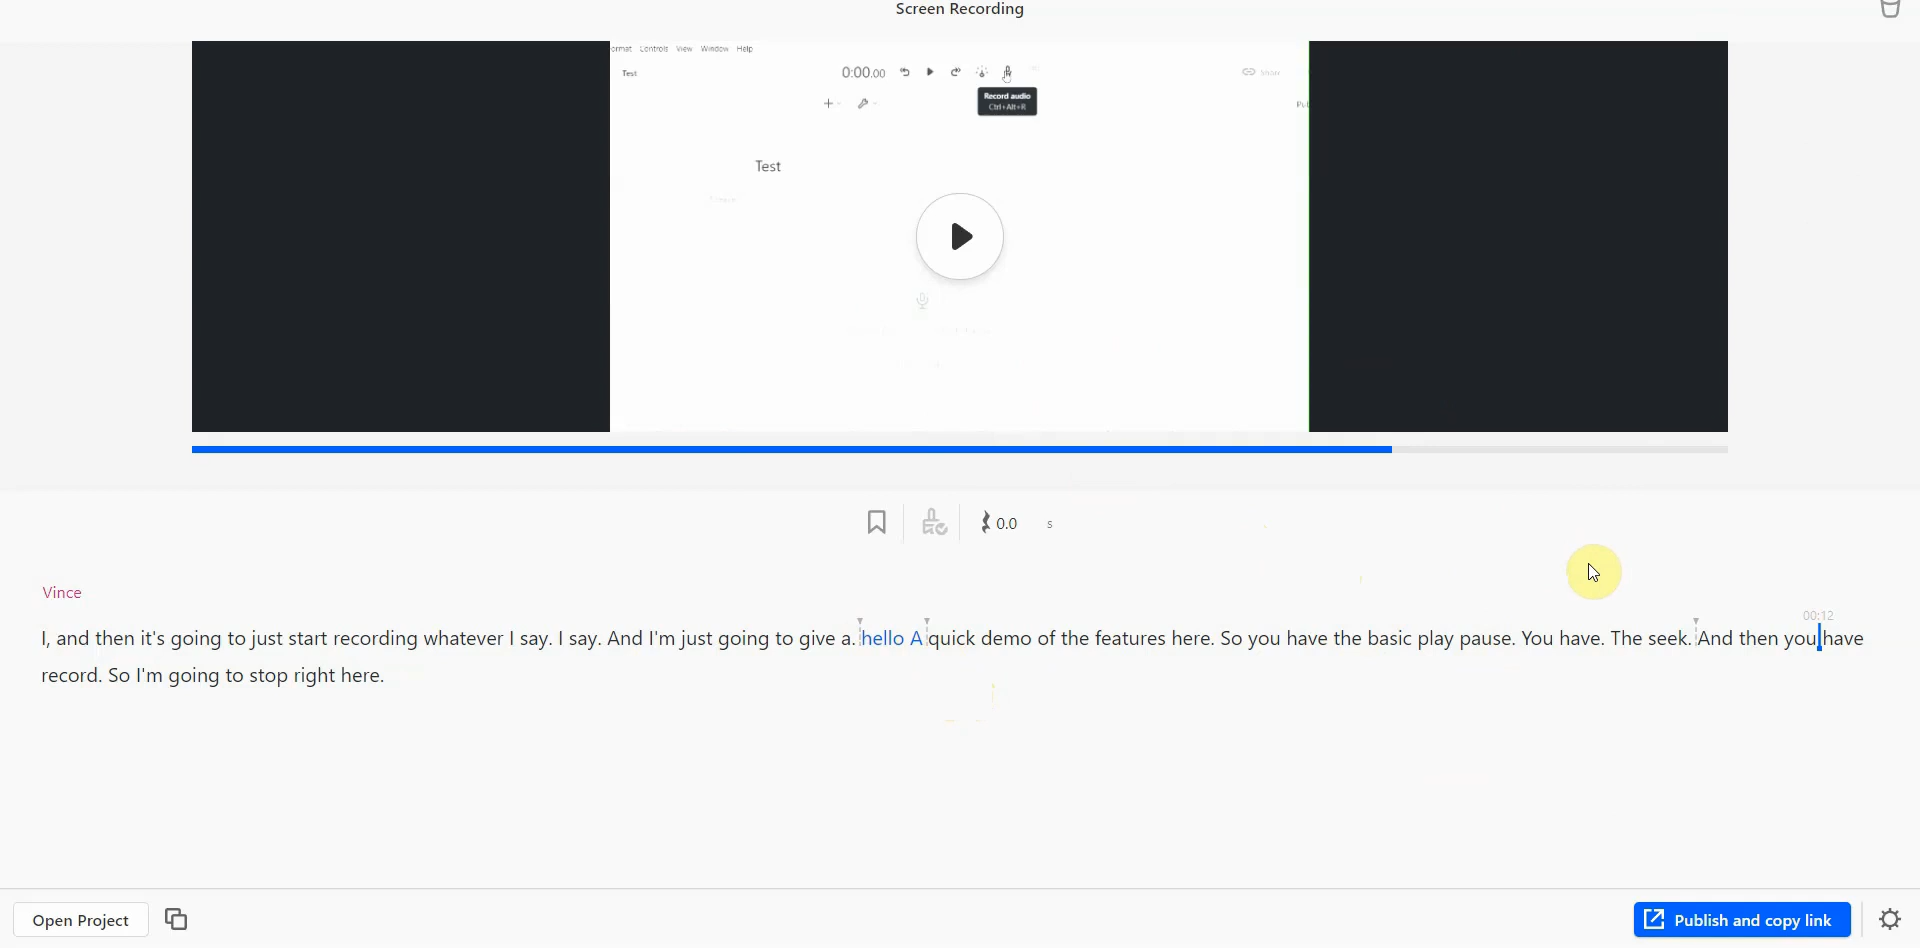 Screen Recording
ormat Controls View Window Help
Test 0:00.00 Share
Record audio
Ctrl+Alt+R
Test
0.0 s
Vince
00:12
I, and then it's going to just start recording whatever I say. I say. And I'm just going to give a. hello A quick demo of the features here. So you have the basic play pause. You have. The seek. And then you have
record. So I'm going to stop right here.
Open Project Publish and copy link